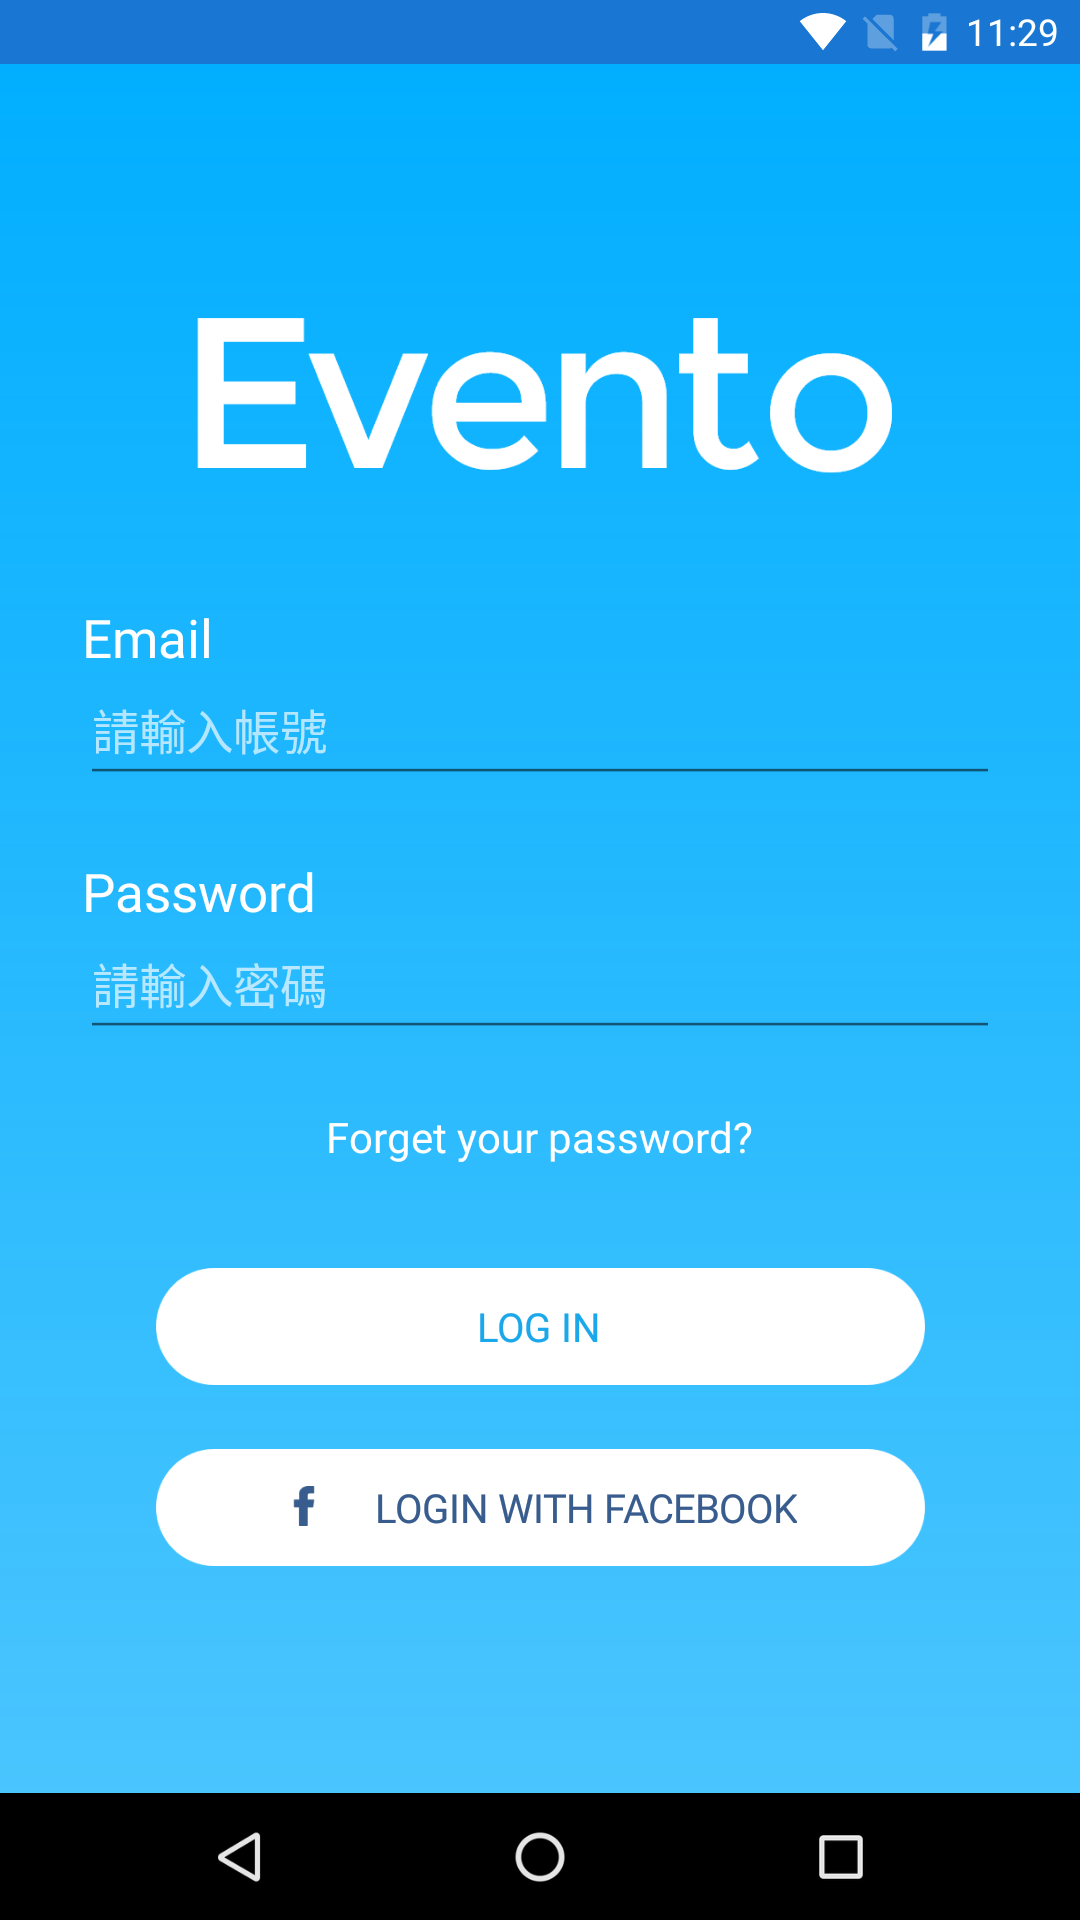 11:29
Evento
Email
請輸入帳號
Password
請輸入密碼
Forget your password?
LOG IN
f LOGIN WITH FACEBOOK